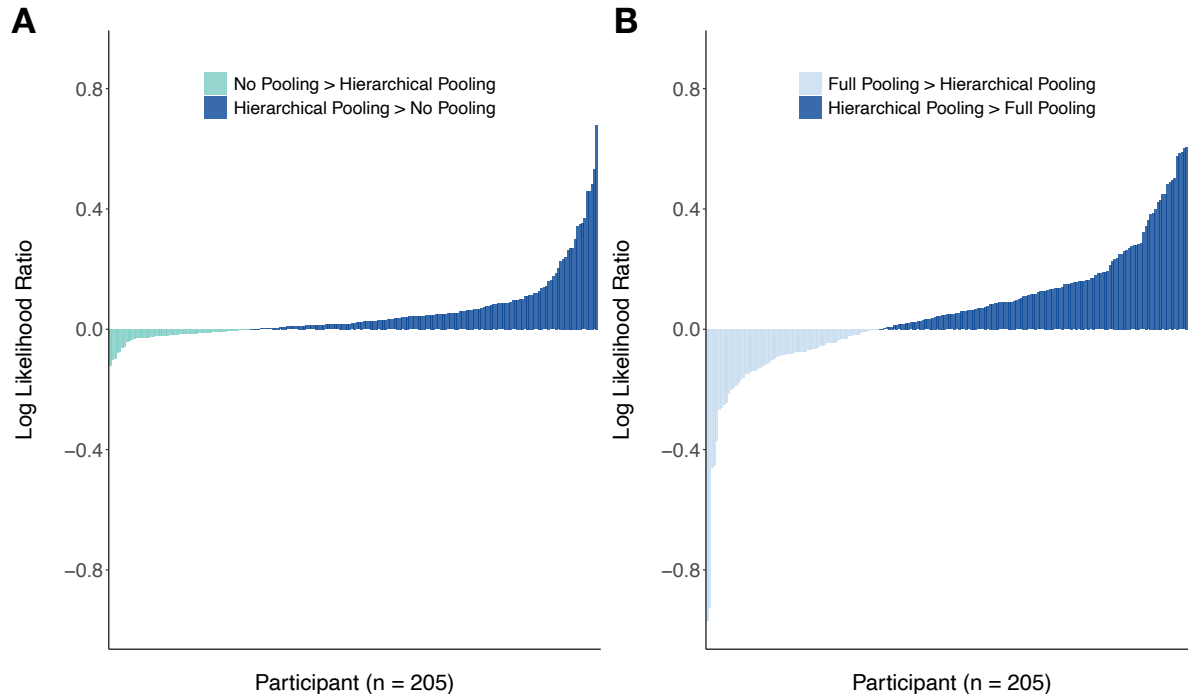 A
Log Likelihood Ratio
0.8
0.4
0.0
−0.4
−0.8
No Pooling > Hierarchical Pooling
Hierarchical Pooling > No Pooling
Participant (n = 205)
B
Log Likelihood Ratio
0.8
0.4
0.0
−0.4
−0.8
Full Pooling > Hierarchical Pooling
Hierarchical Pooling > Full Pooling
Participant (n = 205)